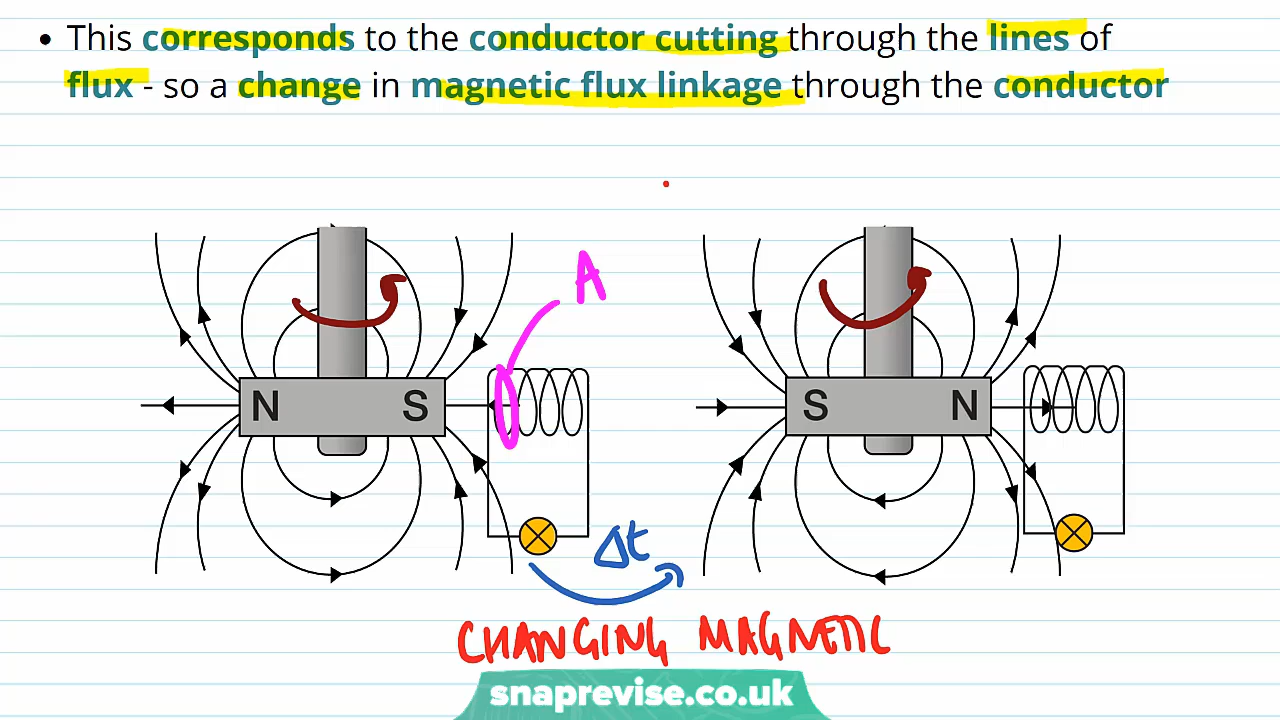 • This corresponds to the conductor cutting through the lines of
flux - so a change in magnetic flux linkage through the conductor
A
N S
S N
Δt
CHANGING MAGNETIC
snaprevise.co.uk